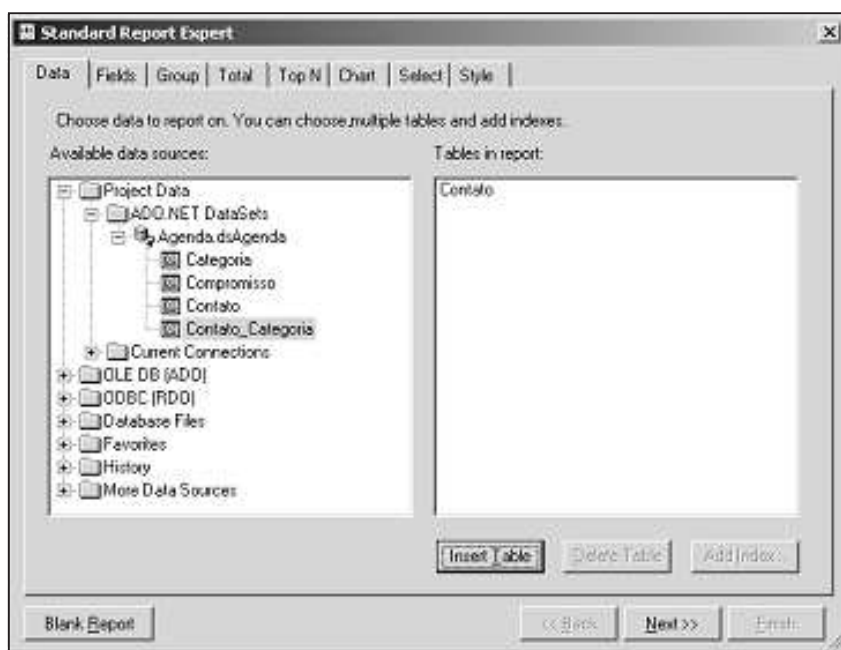 Standard Report Expert
Data Fields Group Total Top N Chart Select Style
Choose data to report on. You can choose multiple tables and add indexes.
Available data sources:
Tables in report:
Project Data
ADO.NET DataSets
Agenda.dsAgenda
Categoria
Compromisso
Contato
Contato_Categoria
Current Connections
OLE DB (ADO)
ODBC (RDO)
Database Files
Favorites
History
More Data Sources
Contato
Insert Table Delete Table Add Index...
Blank Report << Back Next >> Finish